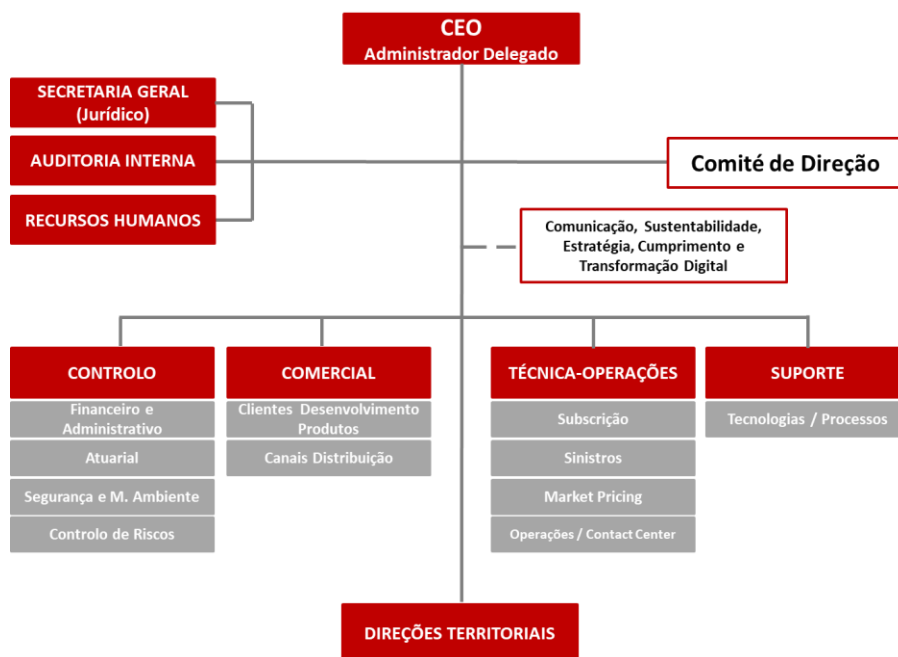 CEO
Administrador Delegado
SECRETARIA GERAL
(Jurídico)
AUDITORIA INTERNA
RECURSOS HUMANOS
Comité de Direção
Comunicação, Sustentabilidade,
Estratégia, Cumprimento e
Transformação Digital
CONTROLO
Financeiro e
Administrativo
Atuarial
Segurança e M. Ambiente
Controlo de Riscos
COMERCIAL
Clientes Desenvolvimento
Produtos
Canais Distribuição
TÉCNICA-OPERAÇÕES
Subscrição
Sinistros
Market Pricing
Operações / Contact Center
SUPORTE
Tecnologias / Processos
DIREÇÕES TERRITORIAIS